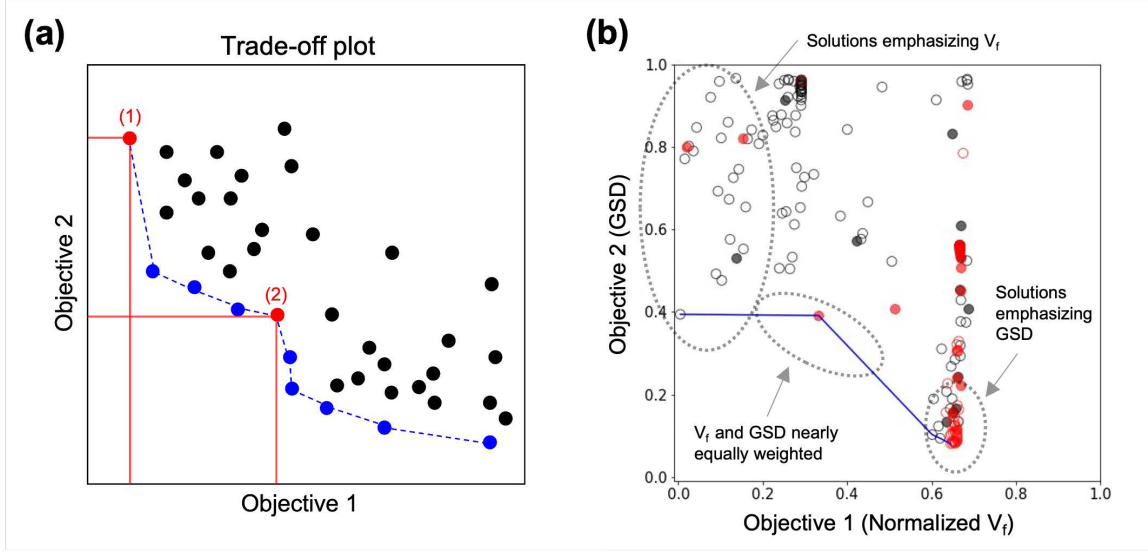 (a)
Trade-off plot
(1)
(2)
Objective 2
Objective 1
(b)
Solutions emphasizing Vf
1.0
0.8
0.6
0.4
0.2
0.0
Objective 2 (GSD)
Solutions
emphasizing
GSD
Vf and GSD nearly
equally weighted
0.0
0.2
0.4
0.6
0.8
1.0
Objective 1 (Normalized Vf)